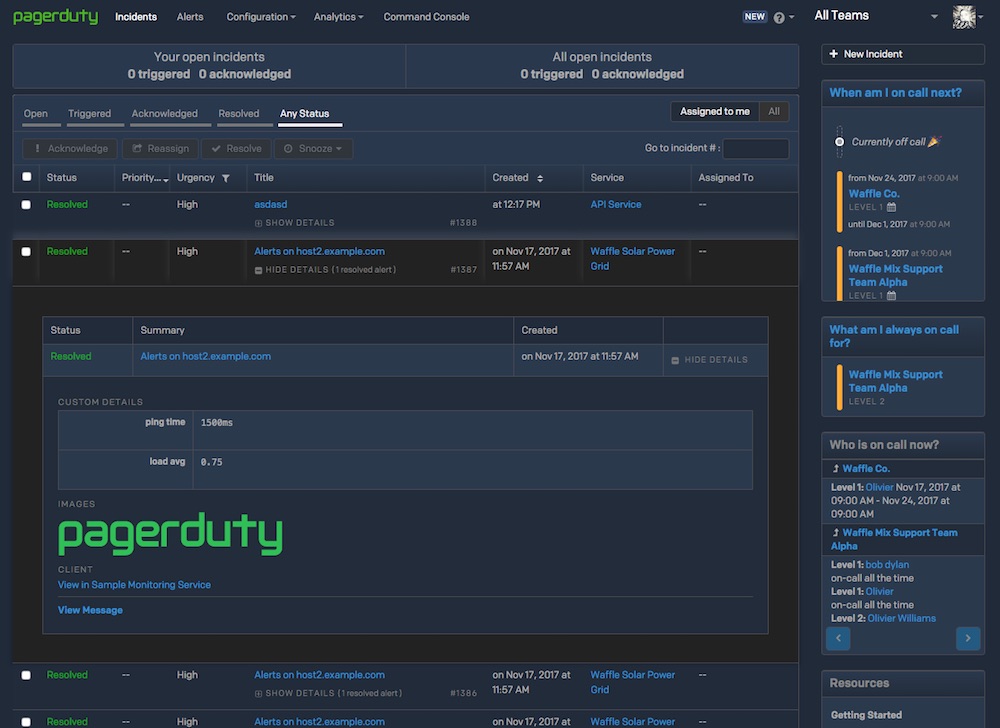 pagerduty Incidents Alerts Configuration Analytics Command Console NEW ? All Teams
Your open incidents
0 triggered 0 acknowledged
All open incidents
0 triggered 0 acknowledged
Open Triggered Acknowledged Resolved Any Status
Assigned to me All
! Acknowledge Reassign Resolve Snooze
Go to incident # :
Status Priority... Urgency Title Created Service Assigned To
Resolved -- High asdasd at 12:17 PM API Service --
SHOW DETAILS #1388
Resolved -- High Alerts on host2.example.com on Nov 17, 2017 at Waffle Solar Power --
HIDE DETAILS (1 resolved alert) #1387 11:57 AM Grid
Status Summary Created
Resolved Alerts on host2.example.com on Nov 17, 2017 at 11:57 AM HIDE DETAILS
CUSTOM DETAILS
ping time 1500ms
load avg 0.75
IMAGES
pagerduty
CLIENT
View in Sample Monitoring Service
View Message
Resolved -- High Alerts on host2.example.com on Nov 17, 2017 at Waffle Solar Power --
SHOW DETAILS (1 resolved alert) #1386 11:57 AM Grid
Resolved -- High Alerts on host2.example.com on Nov 17, 2017 at Waffle Solar Power --
+ New Incident
When am I on call next?
Currently off call
from Nov 24, 2017 at 9:00 AM
Waffle Co.
LEVEL 1
until Dec 1, 2017 at 9:00 AM
from Dec 1, 2017 at 9:00 AM
Waffle Mix Support
Team Alpha
LEVEL 1
What am I always on call
for?
Waffle Mix Support
Team Alpha
LEVEL 2
Who is on call now?
Waffle Co.
Level 1: Olivier Nov 17, 2017 at
09:00 AM - Nov 24, 2017 at
09:00 AM
Waffle Mix Support Team
Alpha
Level 1: bob dylan
on-call all the time
Level 1: Olivier
on-call all the time
Level 2: Olivier Williams
Resources
Getting Started